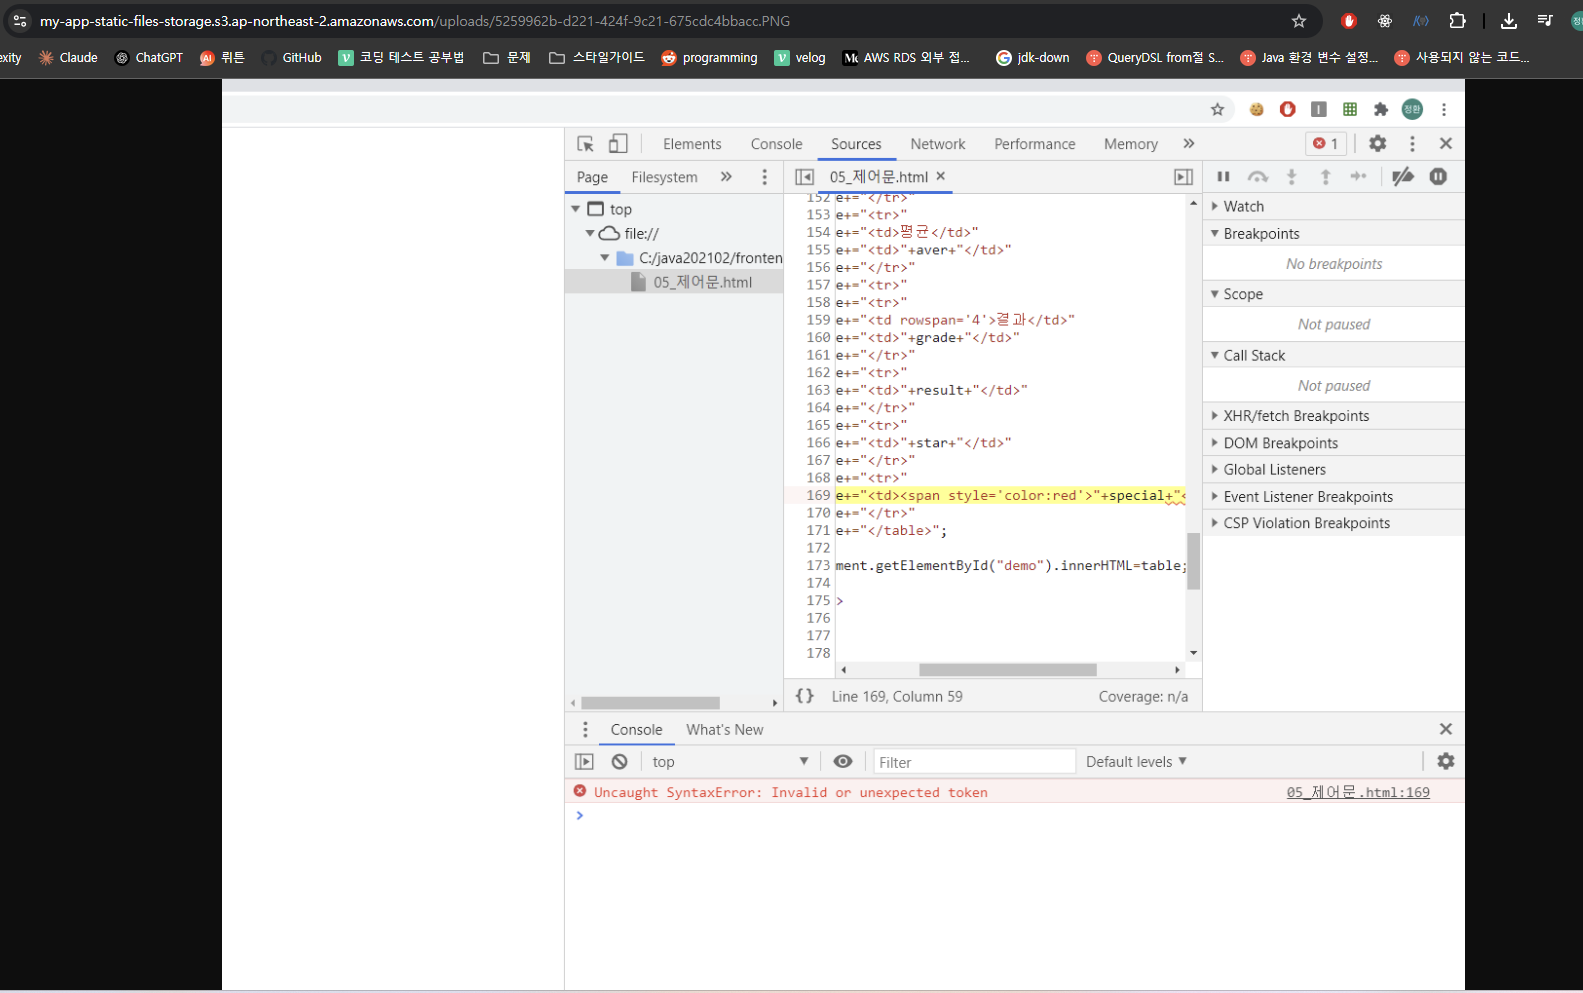 my-app-static-files-storage.s3.ap-northeast-2.amazonaws.com/uploads/5259962b-d221-424f-9c21-675cdc4bbacc.PNG
exity Claude ChatGPT 뤼튼 GitHub 코딩 테스트 공부법 문제 스타일가이드 programming velog AWS RDS 외부 접... jdk-down QueryDSL from절 S... Java 환경 변수 설정... 사용되지 않는 코드...
정환
Elements Console Sources Network Performance Memory 1
Page Filesystem
05_제어문.html
top
file://
C:/java202102/fronten
05_제어문.html
152 e+="</tr>"
153 e+="<tr>"
154 e+="<td>평균</td>"
155 e+="<td>"+aver+"</td>"
156 e+="</tr>"
157 e+="<tr>"
158 e+="<tr>"
159 e+="<td rowspan='4'>결과</td>"
160 e+="<td>"+grade+"</td>"
161 e+="</tr>"
162 e+="<tr>"
163 e+="<td>"+result+"</td>"
164 e+="</tr>"
165 e+="<tr>"
166 e+="<td>"+star+"</td>"
167 e+="</tr>"
168 e+="<tr>"
169 e+="<td><span style='color:red'>"+special+"<
170 e+="</tr>"
171 e+="</table>";
172
173 ment.getElementById("demo").innerHTML=table;
174
175 >
176
177
178
{} Line 169, Column 59 Coverage: n/a
Watch
Breakpoints
No breakpoints
Scope
Not paused
Call Stack
Not paused
XHR/fetch Breakpoints
DOM Breakpoints
Global Listeners
Event Listener Breakpoints
CSP Violation Breakpoints
Console What's New
top Filter Default levels
Uncaught SyntaxError: Invalid or unexpected token 05_제어문.html:169